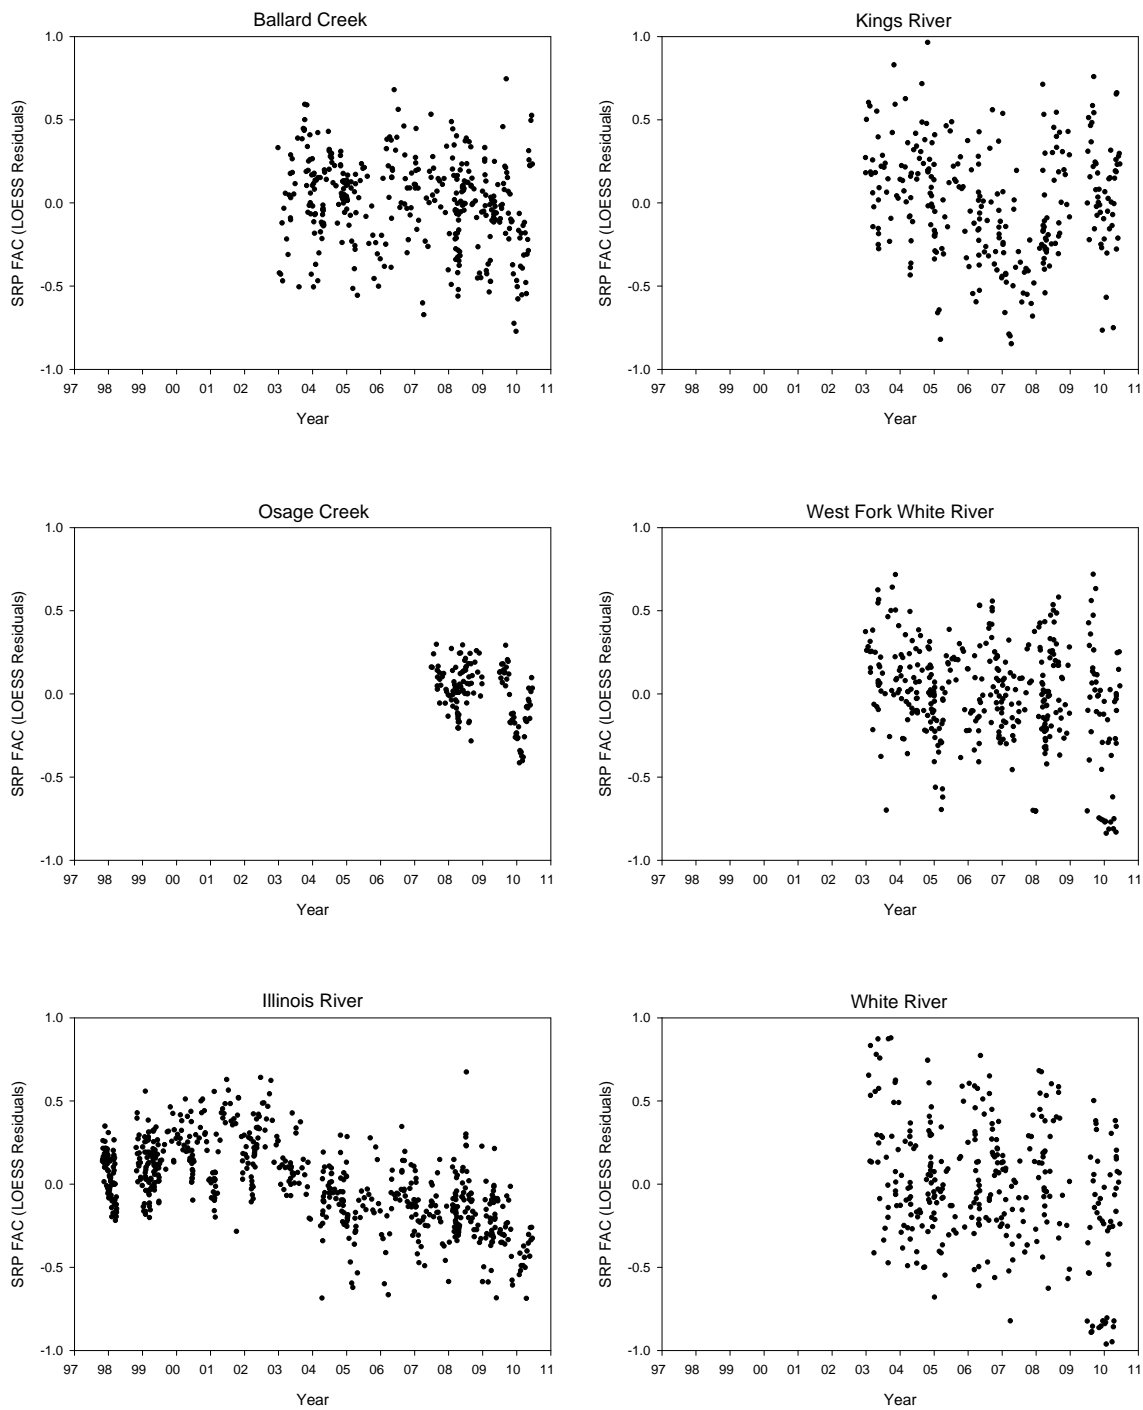 Ballard Creek
SRP FAC (LOESS Residuals)
1.0
0.5
0.0
-0.5
-1.0
97 98 99 00 01 02 03 04 05 06 07 08 09 10 11
Year
Kings River
SRP FAC (LOESS Residuals)
1.0
0.5
0.0
-0.5
-1.0
97 98 99 00 01 02 03 04 05 06 07 08 09 10 11
Year
Osage Creek
SRP FAC (LOESS Residuals)
1.0
0.5
0.0
-0.5
-1.0
97 98 99 00 01 02 03 04 05 06 07 08 09 10 11
Year
West Fork White River
SRP FAC (LOESS Residuals)
1.0
0.5
0.0
-0.5
-1.0
97 98 99 00 01 02 03 04 05 06 07 08 09 10 11
Year
Illinois River
SRP FAC (LOESS Residuals)
1.0
0.5
0.0
-0.5
-1.0
97 98 99 00 01 02 03 04 05 06 07 08 09 10 11
Year
White River
SRP FAC (LOESS Residuals)
1.0
0.5
0.0
-0.5
-1.0
97 98 99 00 01 02 03 04 05 06 07 08 09 10 11
Year